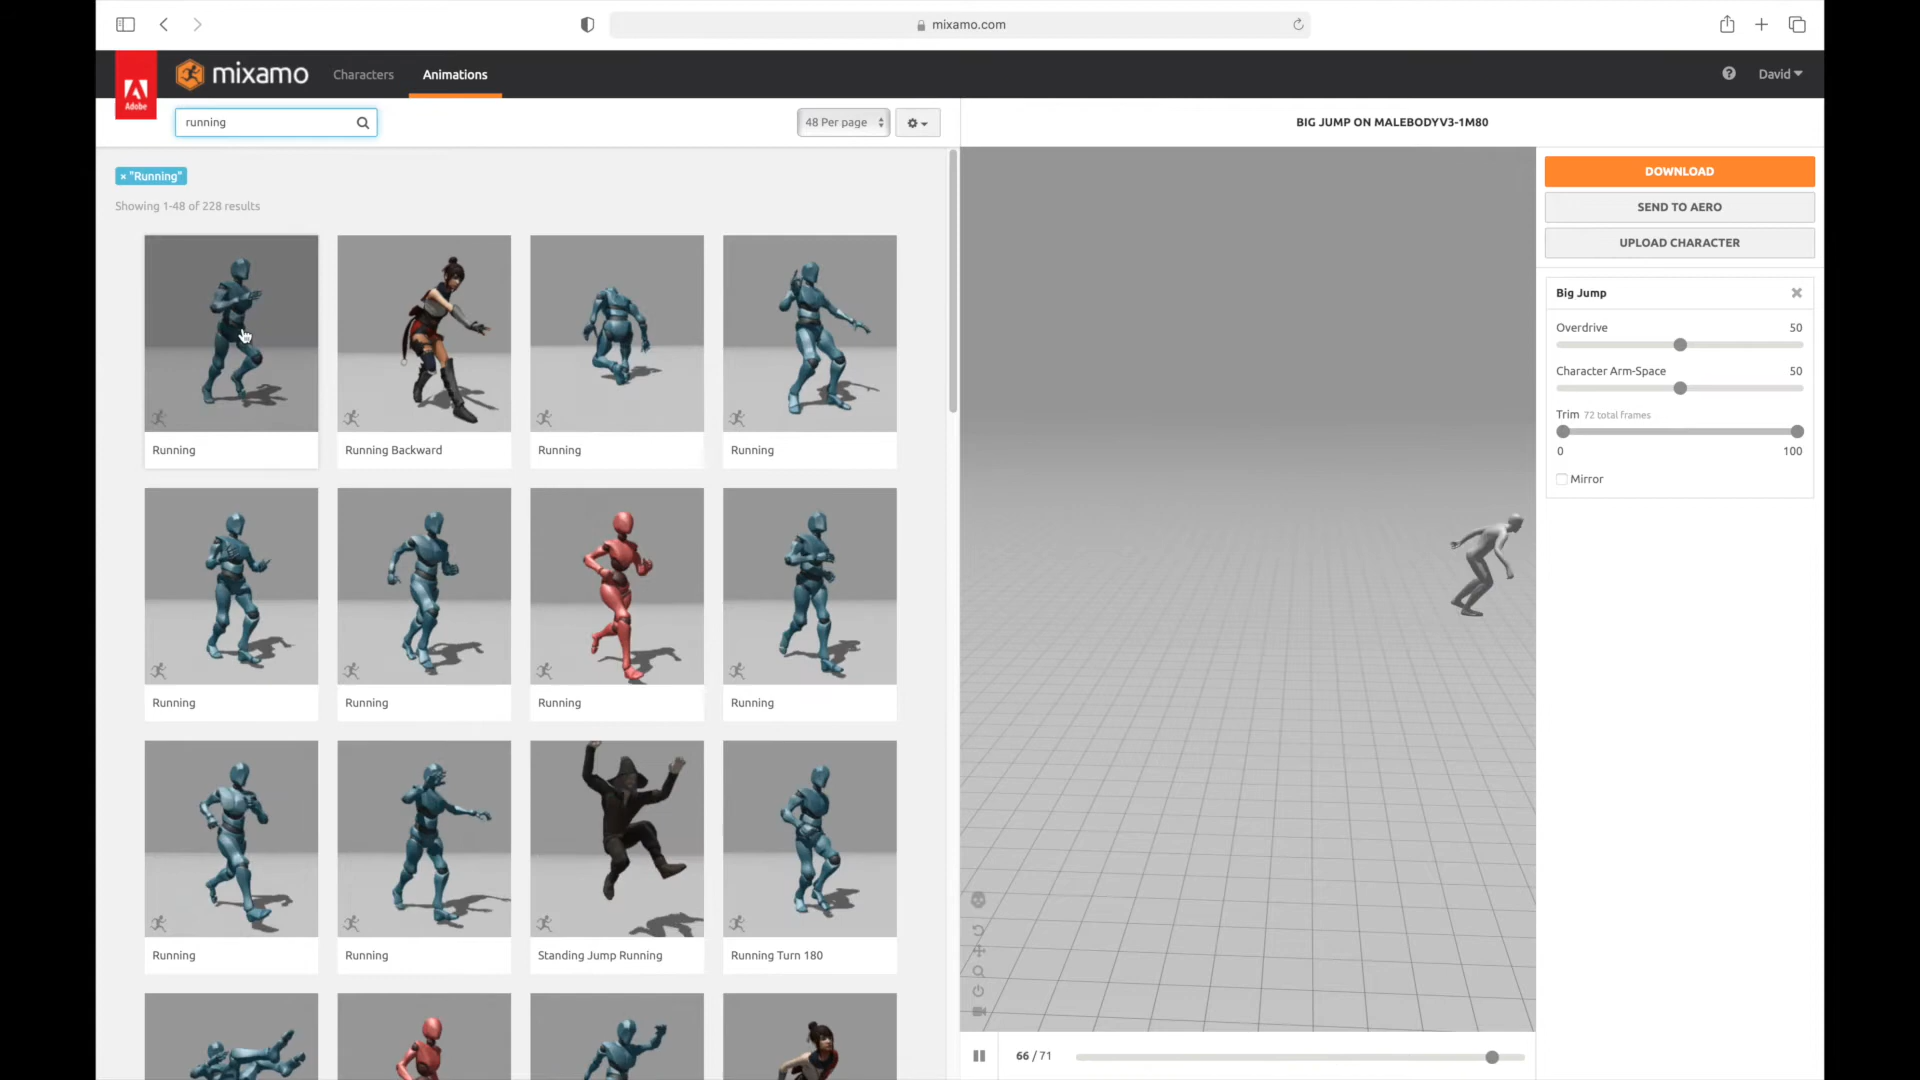 mixamo.com
Adobe
mixamo
Characters
Animations
David
running
48 Per page
BIG JUMP ON MALEBODYV3-1M80
× "Running"
Showing 1-48 of 228 results
Running
Running Backward
Running
Running
Running
Running
Running
Running
Running
Running
Standing Jump Running
Running Turn 180
DOWNLOAD
SEND TO AERO
UPLOAD CHARACTER
Big Jump
Overdrive 50
Character Arm-Space 50
Trim 72 total frames
0 100
Mirror
66 / 71